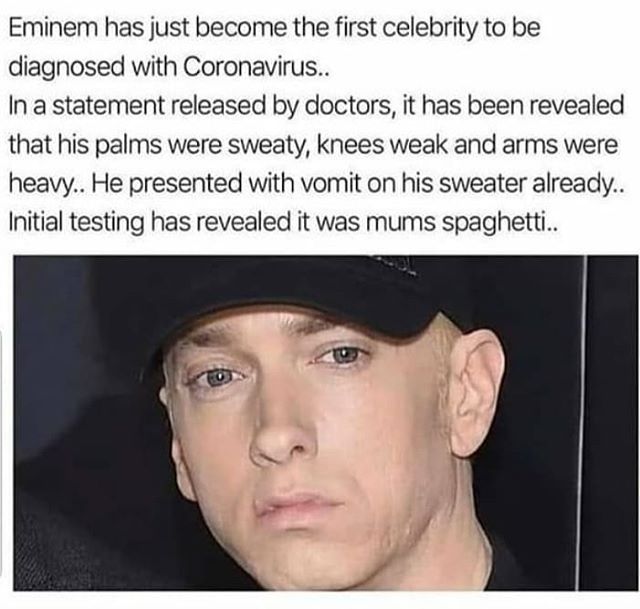 Eminem has just become the first celebrity to be
diagnosed with Coronavirus..
In a statement released by doctors, it has been revealed
that his palms were sweaty, knees weak and arms were
heavy.. He presented with vomit on his sweater already..
Initial testing has revealed it was mums spaghetti..